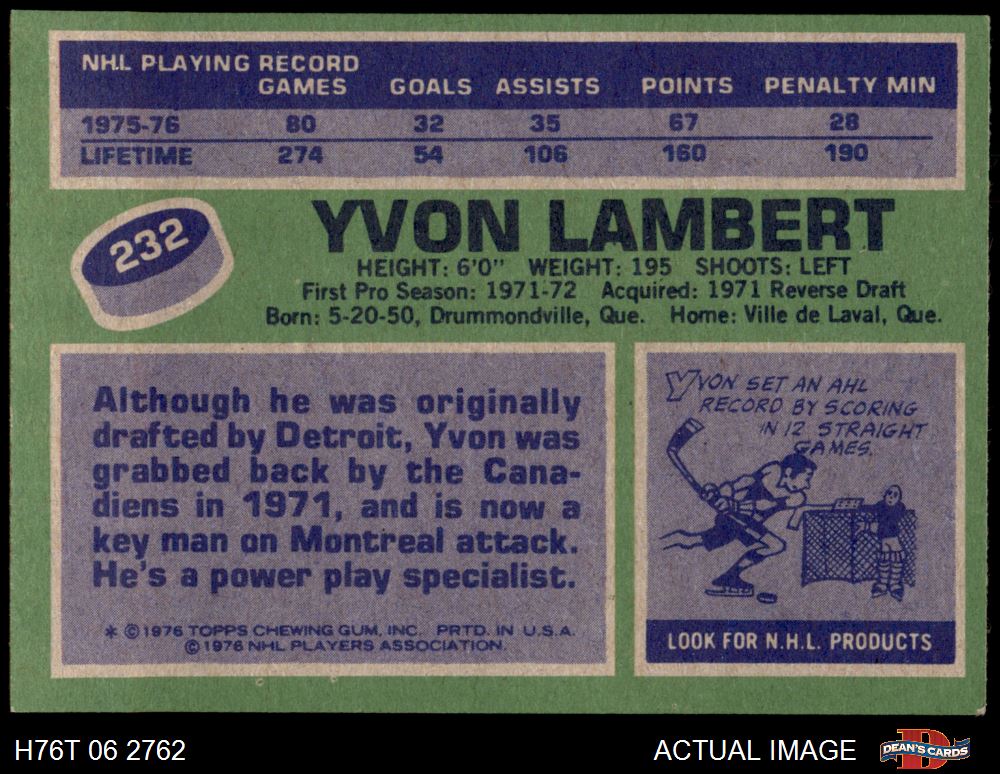 NHL PLAYING RECORD
GAMES GOALS ASSISTS POINTS PENALTY MIN
1975-76 80 32 35 67 28
LIFETIME 274 54 106 160 190
232
YVON LAMBERT
HEIGHT: 6'0" WEIGHT: 195 SHOOTS: LEFT
First Pro Season: 1971-72 Acquired: 1971 Reverse Draft
Born: 5-20-50, Drummondville, Que. Home: Ville de Laval, Que.
Although he was originally
drafted by Detroit, Yvon was
grabbed back by the Cana-
diens in 1971, and is now a
key man on Montreal attack.
He's a power play specialist.
* © 1976 TOPPS CHEWING GUM, INC. PRTD. IN U.S.A.
© 1976 NHL PLAYERS ASSOCIATION.
YVON SET AN AHL
RECORD BY SCORING
IN 12 STRAIGHT
GAMES.
LOOK FOR N.H.L. PRODUCTS
H76T 06 2762
ACTUAL IMAGE
DEAN'S CARDS